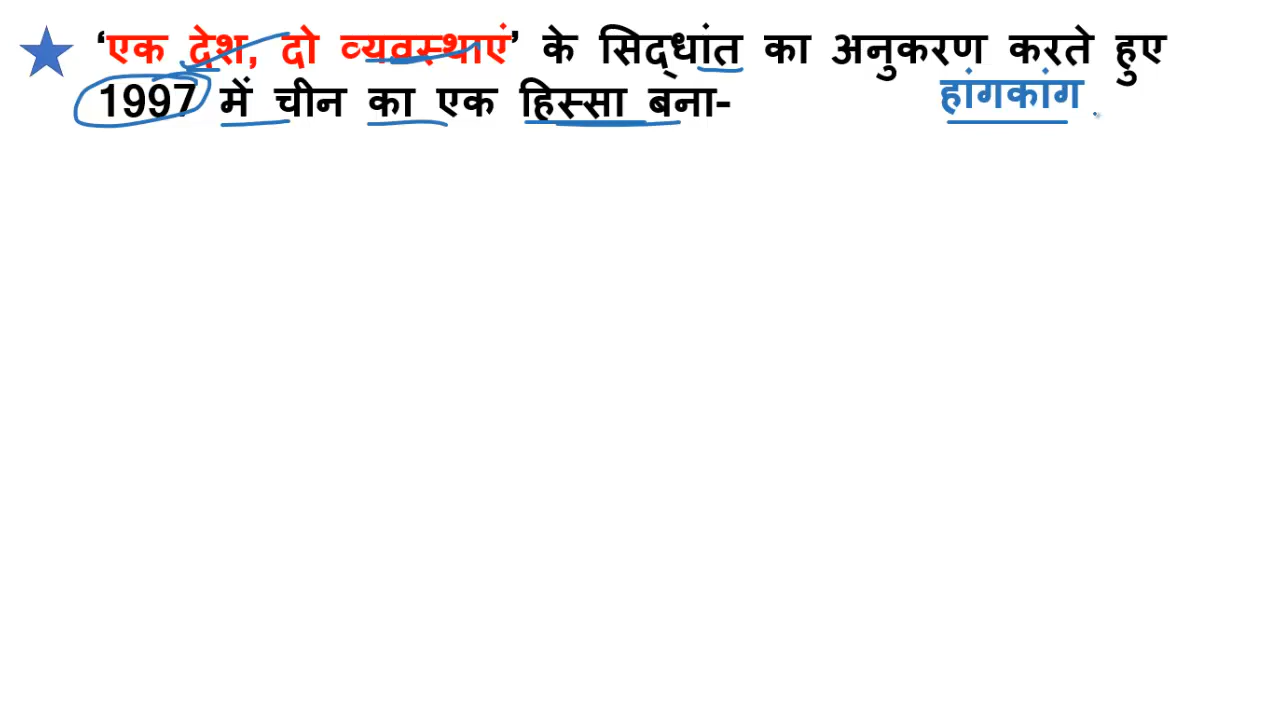 ‘एक देश, दो व्यवस्थाएं’ के सिद्धांत का अनुकरण करते हुए
1997 में चीन का एक हिस्सा बना- हांगकांग